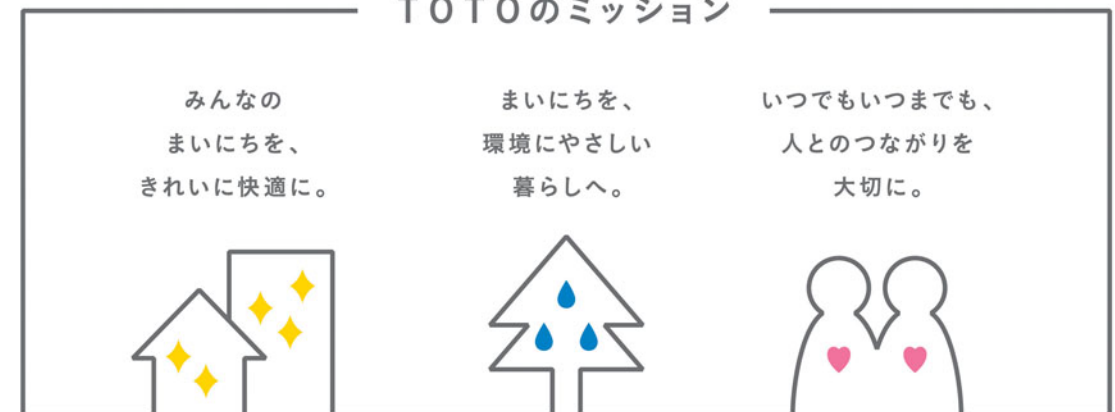 TOTOのミッション
みんなの
まいにちを、
きれいに快適に。
まいにちを、
環境にやさしい
暮らしへ。
いつでもいつまでも、
人とのつながりを
大切に。